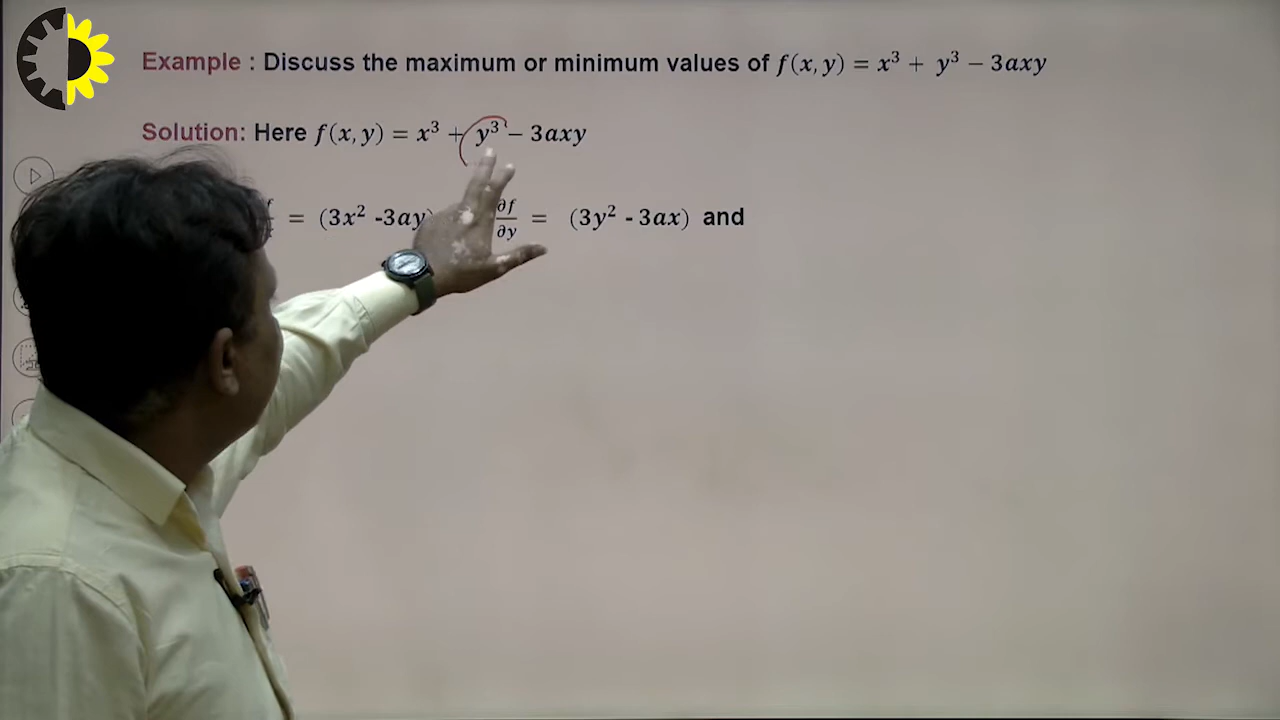 Example : Discuss the maximum or minimum values of f(x, y) = x³ + y³ − 3axy
Solution: Here f(x, y) = x³ + y³ − 3axy
= (3x² -3ay) ∂f/∂y = (3y² - 3ax) and